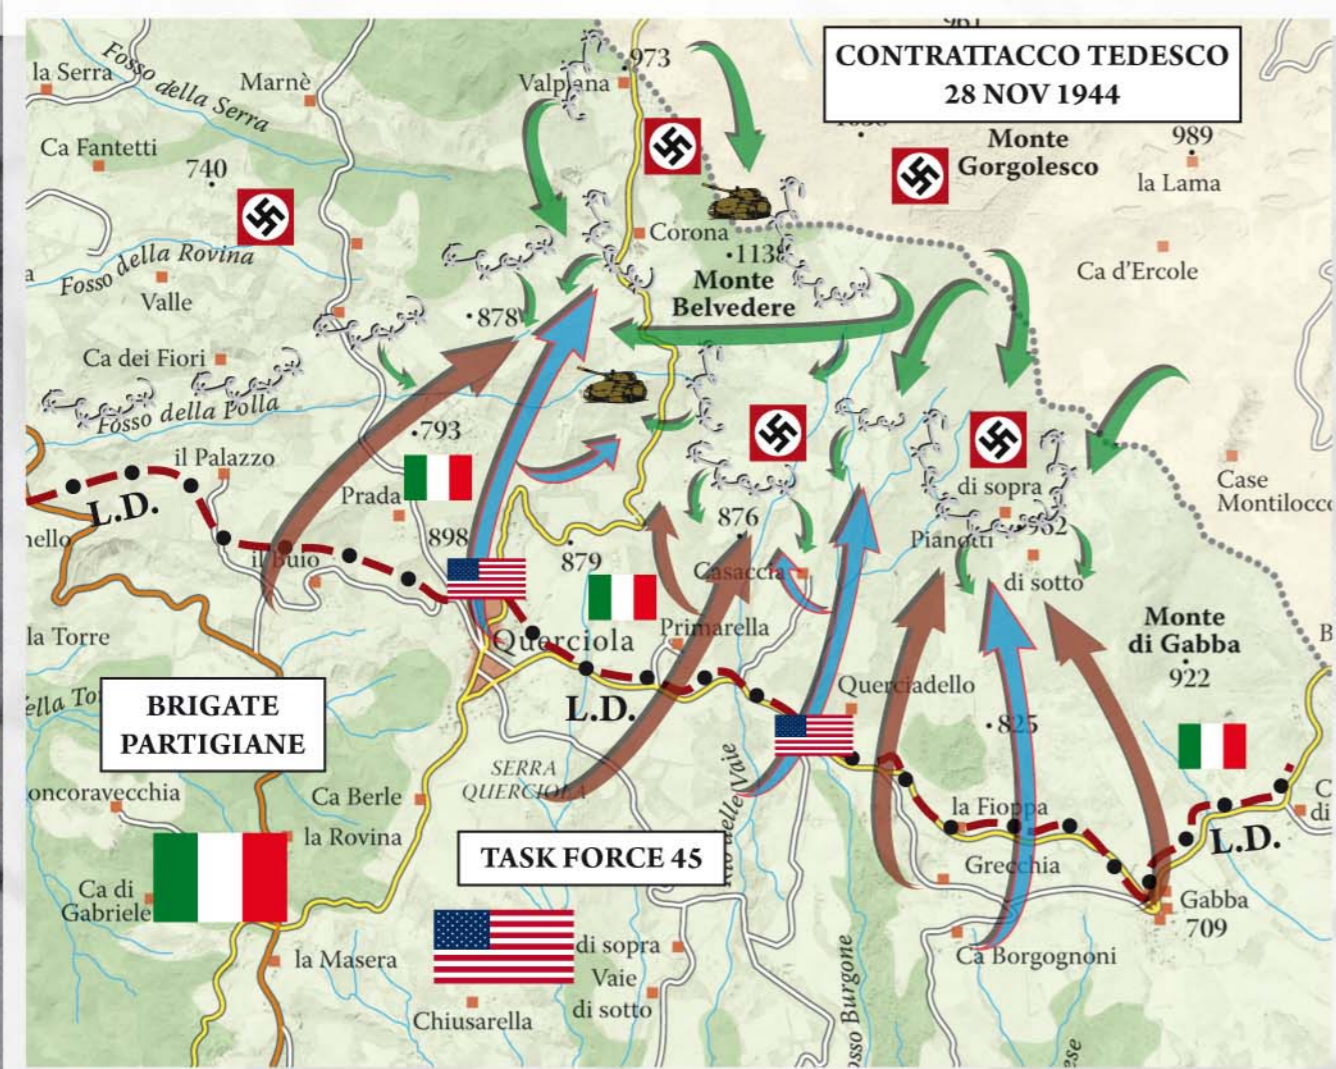 973
Valpiana
CONTRATTACCO TEDESCO
28 NOV 1944
la Serra
Fosso della Serra
Marnè
Ca Fantetti
740
Monte
Gorgolesco
989
la Lama
Fosso della Rovina
Valle
Corona
1138
Monte
Belvedere
Ca d'Ercole
878
Ca dei Fiori
Fosso della Polla
793
il Palazzo
L.D.
Prada
di sopra
Pianotti
962
di sotto
Case
Montilocco
876
898
879
il Buio
Casaccia
la Torre
Querciola
Primarella
Monte
di Gabba
922
BRIGATE
PARTIGIANE
L.D.
Querciadello
825
SERRA
QUERCIOLA
Ca Berle
la Rovina
la Fioppa
L.D.
TASK FORCE 45
Grecchia
Ca di
Gabriele
Gabba
709
la Masera
di sopra
Vaie
di sotto
Ca Borgognoni
Chiusarella